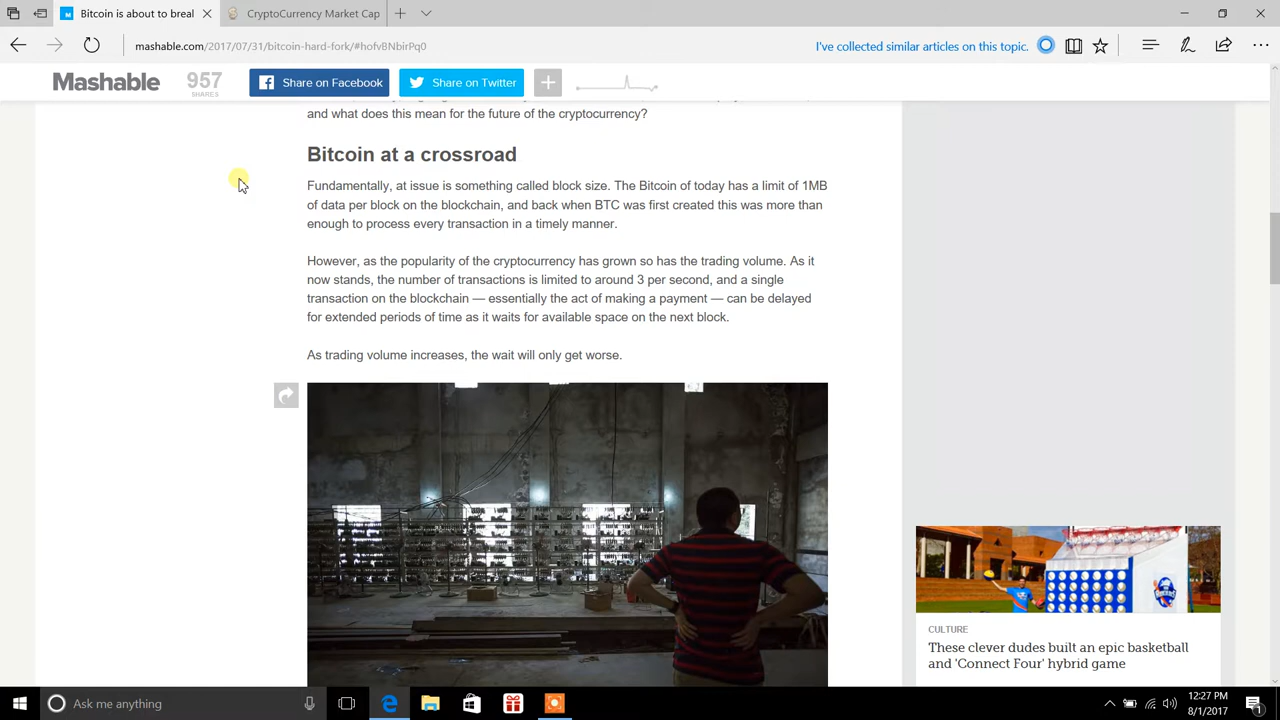 Bitcoin is about to breal
CryptoCurrency Market Cap
mashable.com/2017/07/31/bitcoin-hard-fork/#hofvBNbirPq0
I've collected similar articles on this topic.
Mashable
957
SHARES
Share on Facebook
Share on Twitter
and what does this mean for the future of the cryptocurrency?
Bitcoin at a crossroad
Fundamentally, at issue is something called block size. The Bitcoin of today has a limit of 1MB
of data per block on the blockchain, and back when BTC was first created this was more than
enough to process every transaction in a timely manner.
However, as the popularity of the cryptocurrency has grown so has the trading volume. As it
now stands, the number of transactions is limited to around 3 per second, and a single
transaction on the blockchain — essentially the act of making a payment — can be delayed
for extended periods of time as it waits for available space on the next block.
As trading volume increases, the wait will only get worse.
CULTURE
These clever dudes built an epic basketball
and 'Connect Four' hybrid game
Ask me anything
12:27 PM
8/1/2017
1